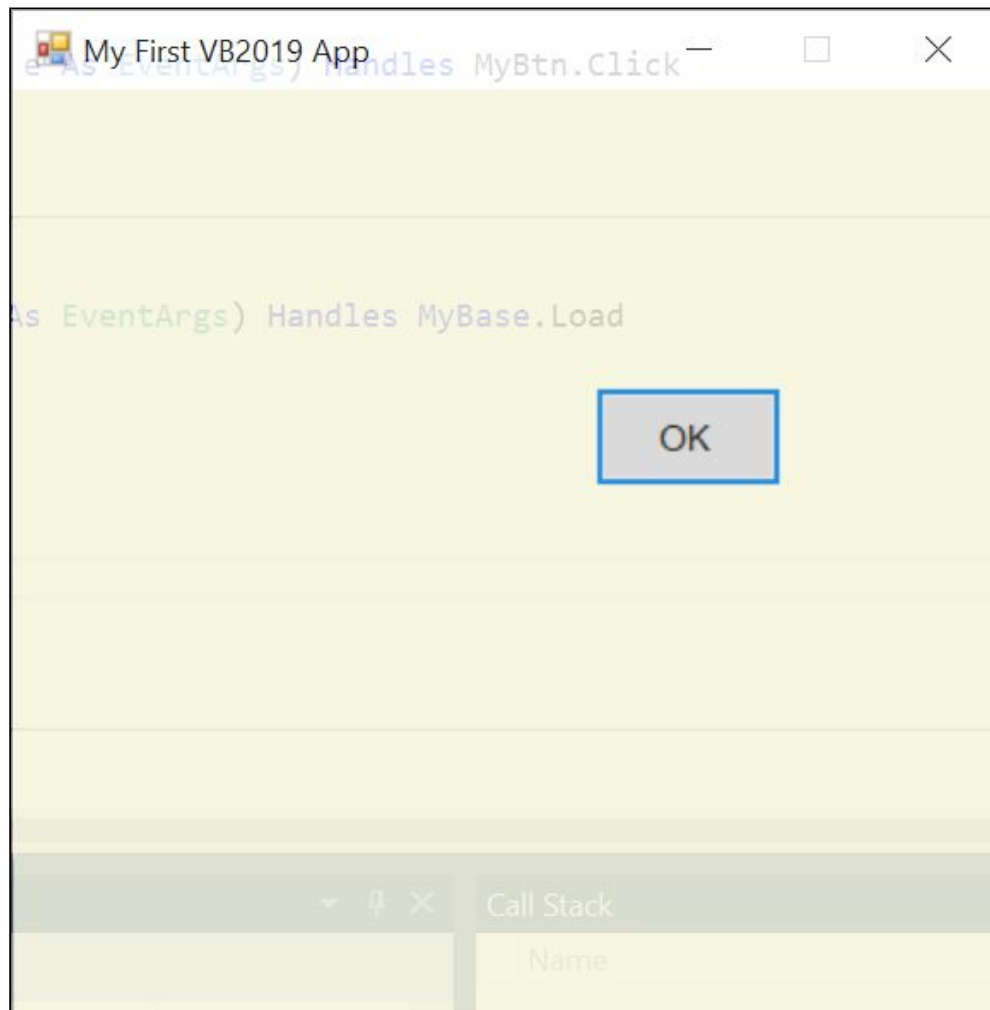 My First VB2019 App
e As EventArgs) Handles MyBtn.Click
As EventArgs) Handles MyBase.Load
OK
Call Stack
Name